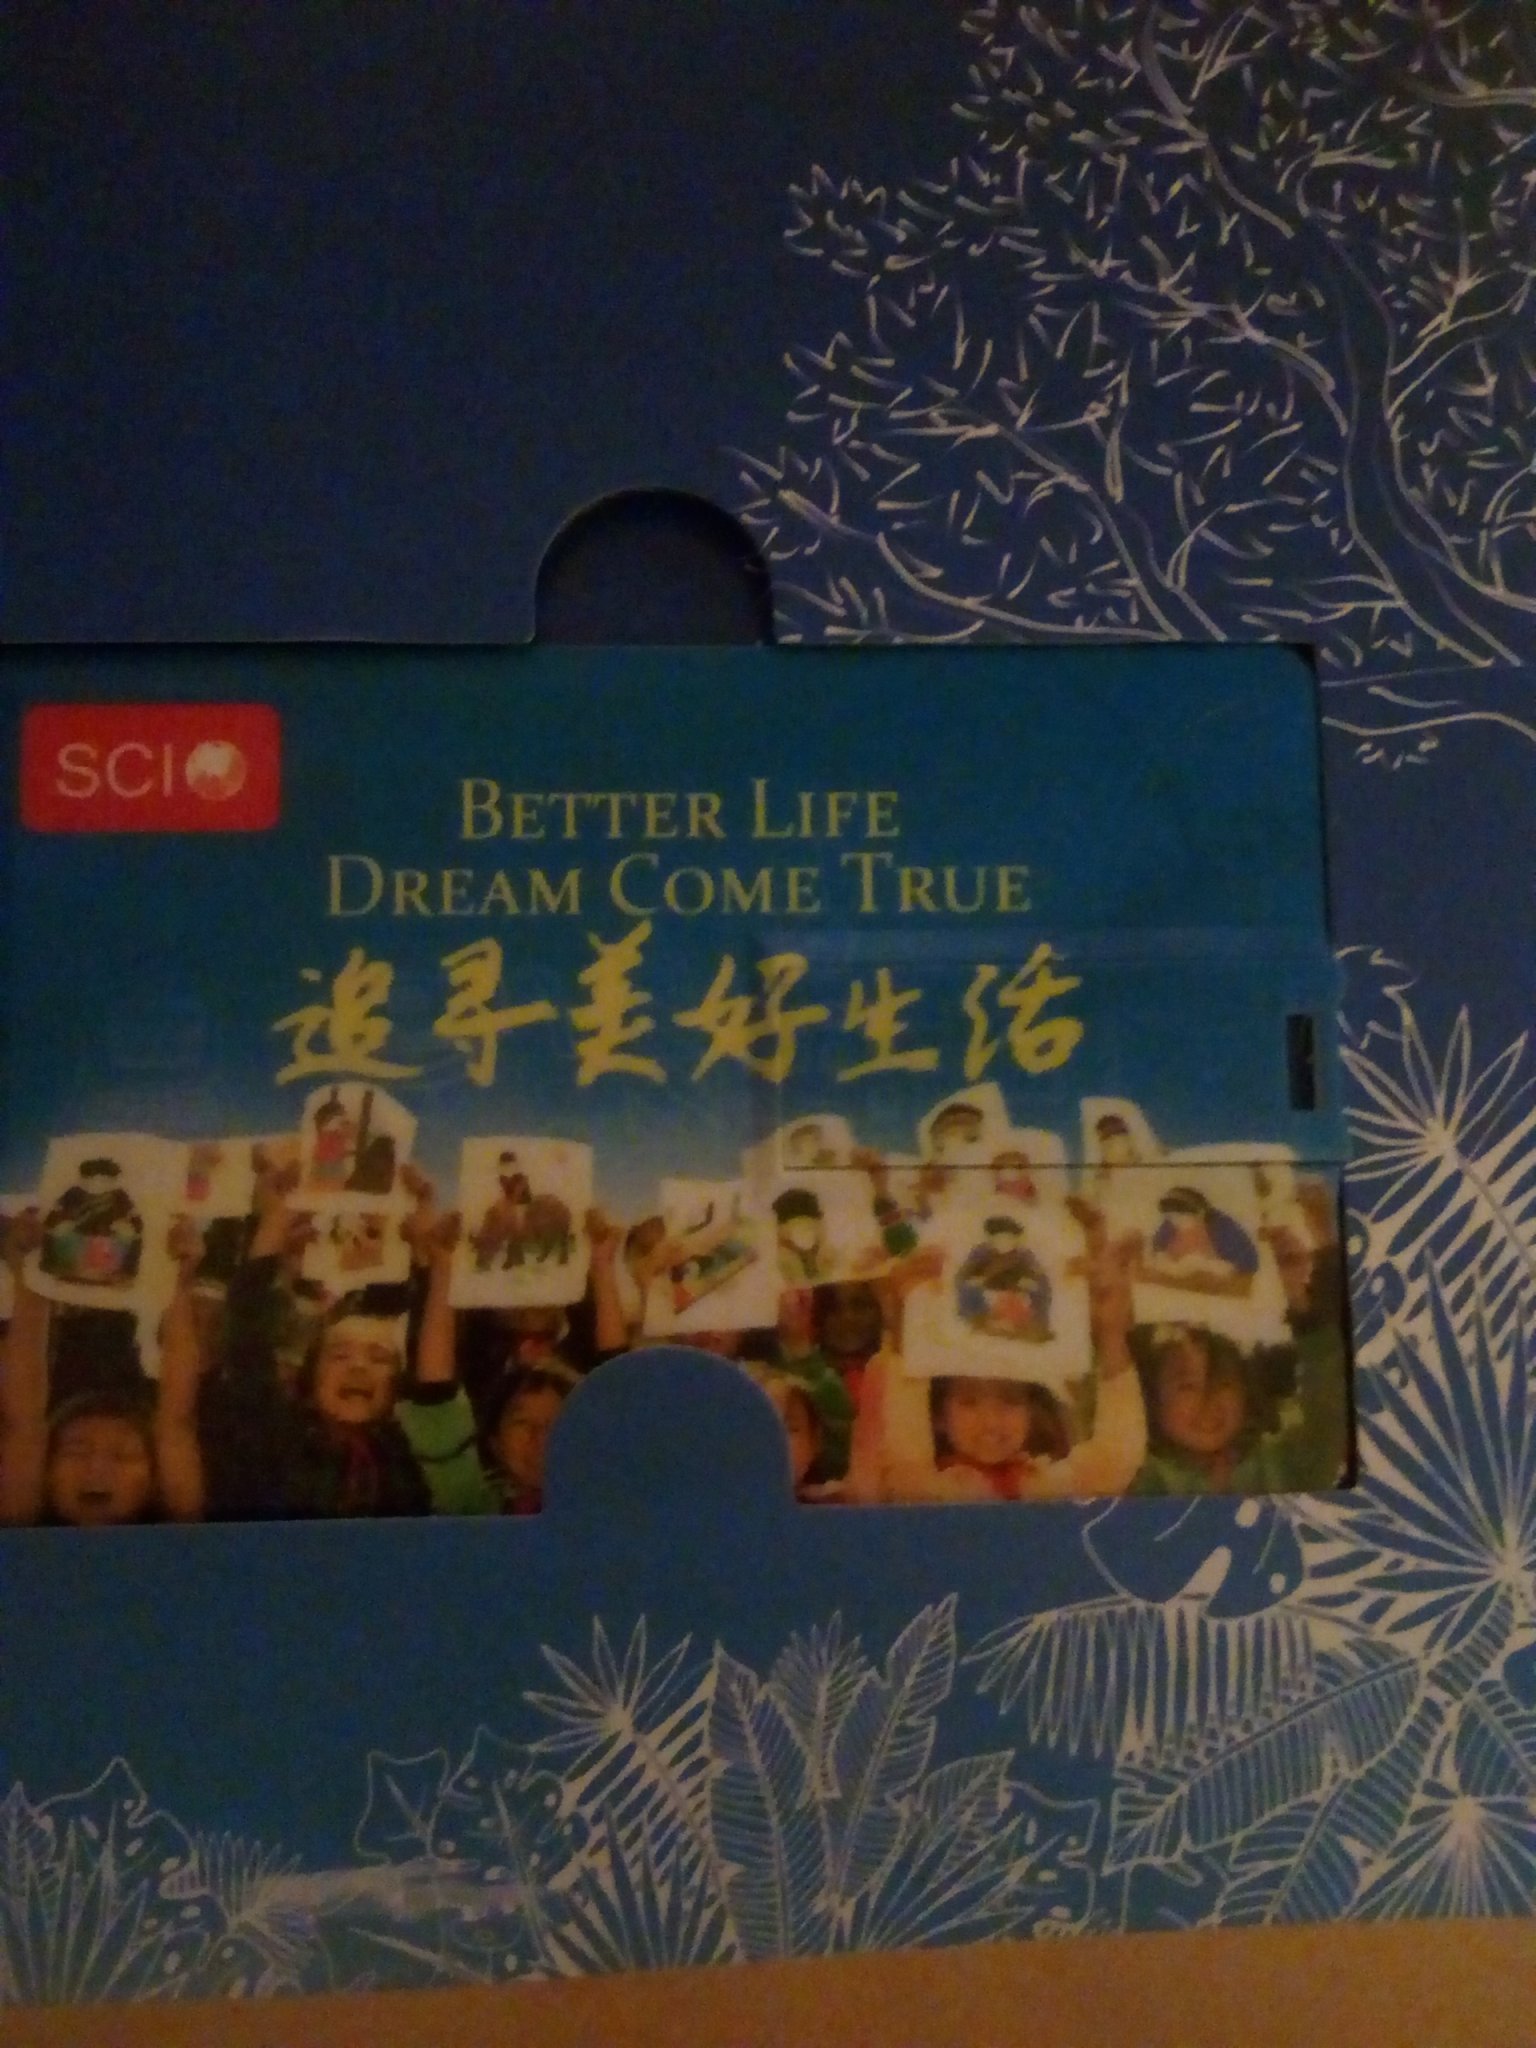 SCIO
BETTER LIFE
DREAM COME TRUE
追寻美好生活